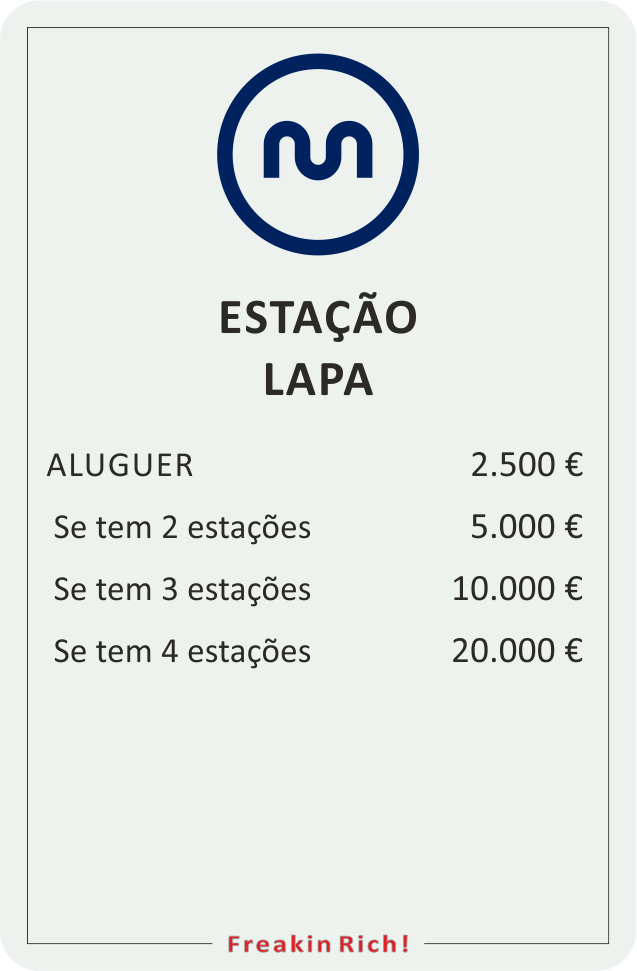 ESTAÇÃO
LAPA
ALUGUER 2.500 €
Se tem 2 estações 5.000 €
Se tem 3 estações 10.000 €
Se tem 4 estações 20.000 €
Freakin Rich!